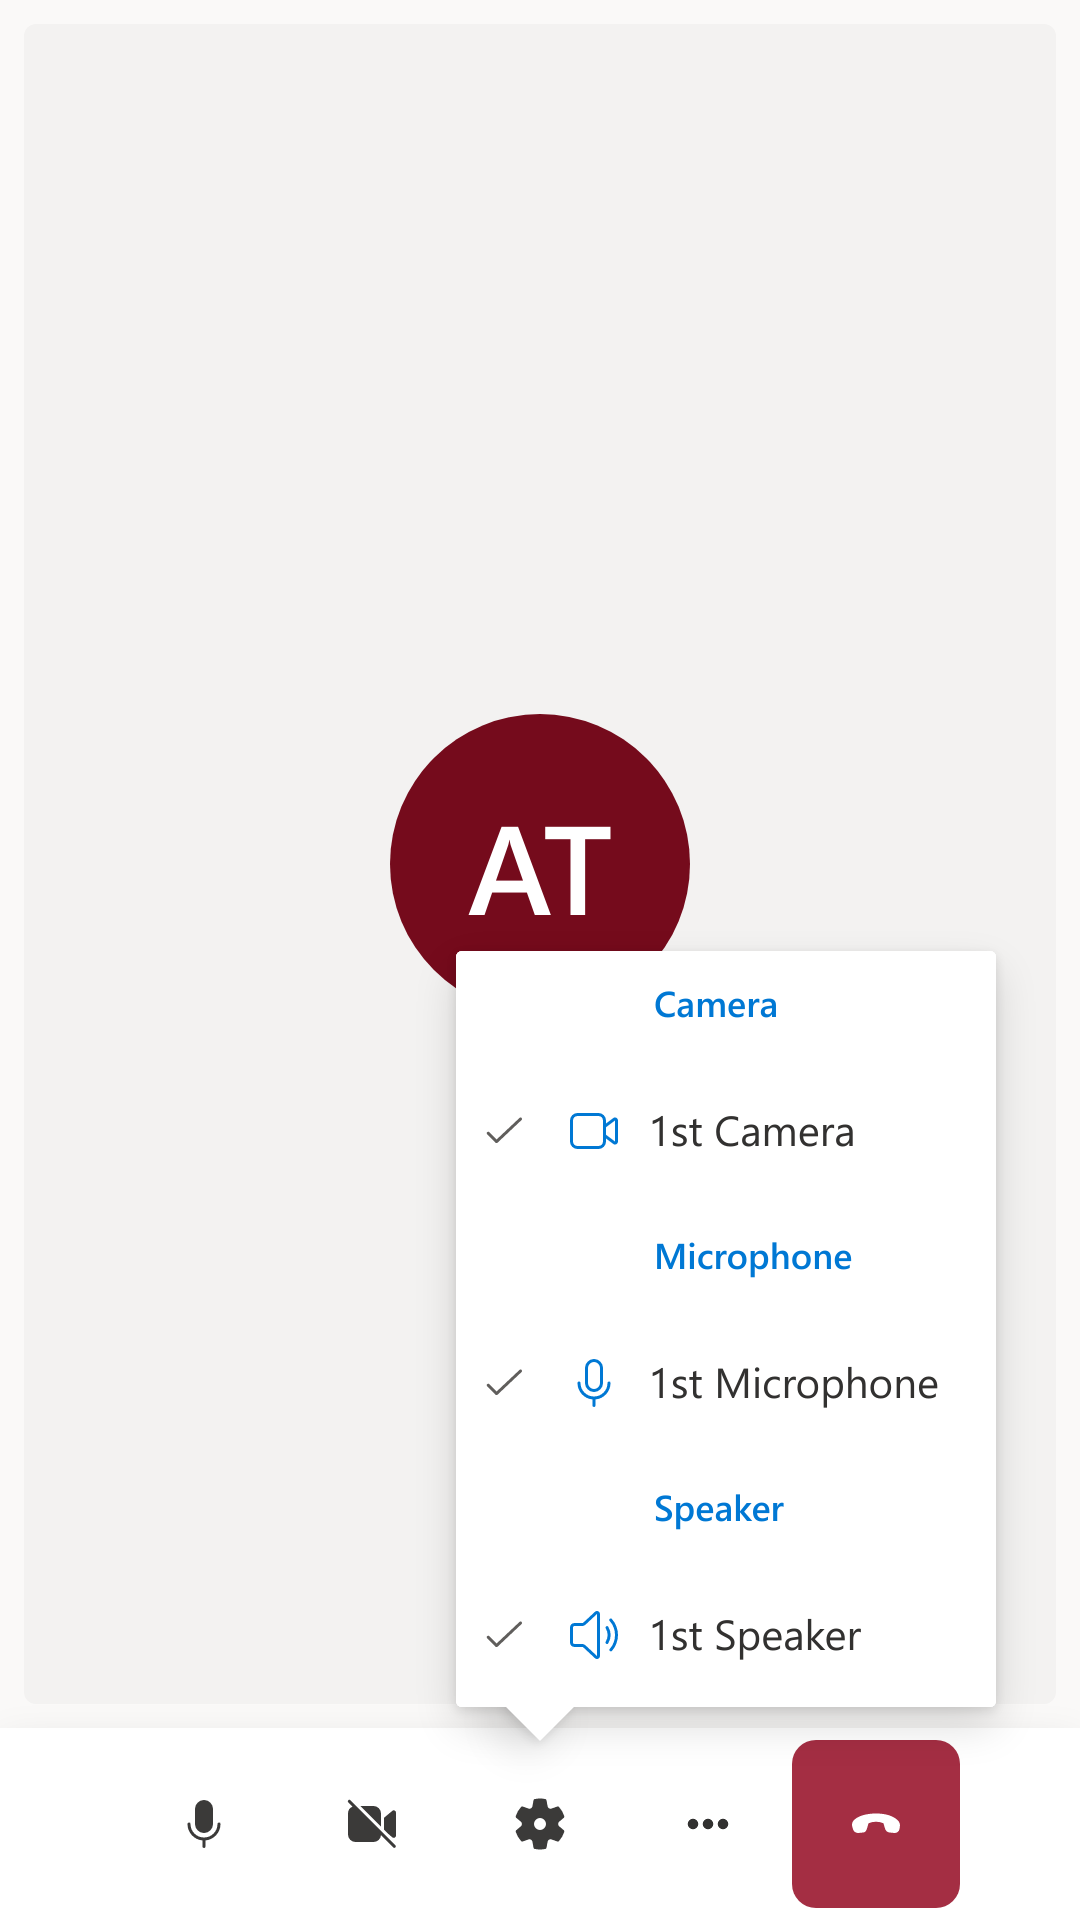 AT
Camera
1st Camera
Microphone
1st Microphone
Speaker
1st Speaker